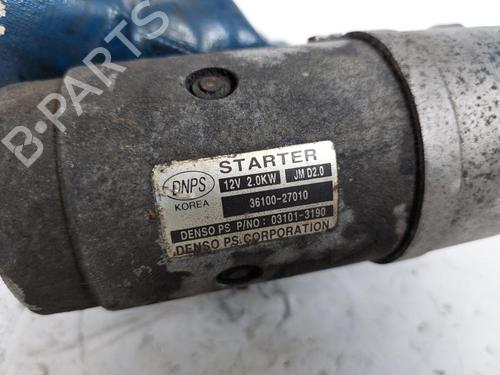 B-PARTS
STARTER
DNPS
12V 2.0KW
JM D2.0
KOREA
36100-27010
DENSO PS P/NO: 03101-3190
DENSO PS CORPORATION